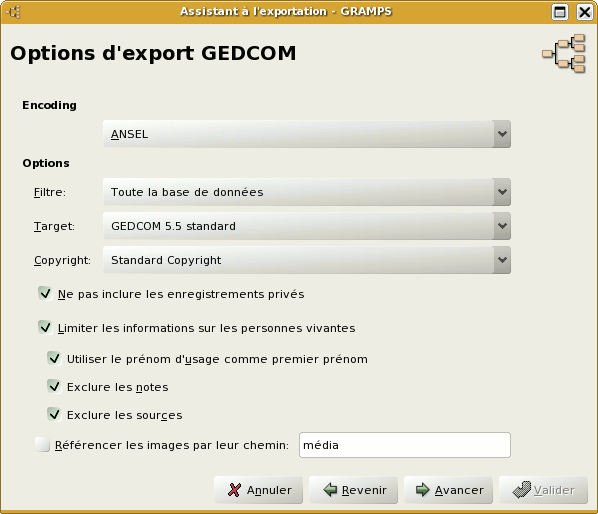 Assistant à l'exportation - GRAMPS
Options d'export GEDCOM
Encoding
ANSEL
Options
Filtre: Toute la base de données
Target: GEDCOM 5.5 standard
Copyright: Standard Copyright
Ne pas inclure les enregistrements privés
Limiter les informations sur les personnes vivantes
Utiliser le prénom d'usage comme premier prénom
Exclure les notes
Exclure les sources
Référencer les images par leur chemin: média
Annuler Revenir Avancer Valider